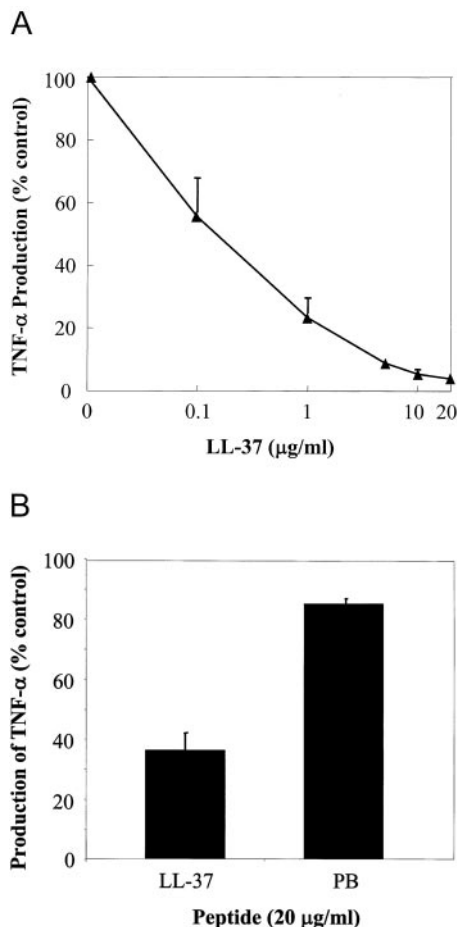 A
TNF-α Production (% control)
100
80
60
40
20
0
0 0.1 1 10 20
LL-37 (μg/ml)
B
Production of TNF-α (% control)
100
80
60
40
20
0
LL-37 PB
Peptide (20 μg/ml)